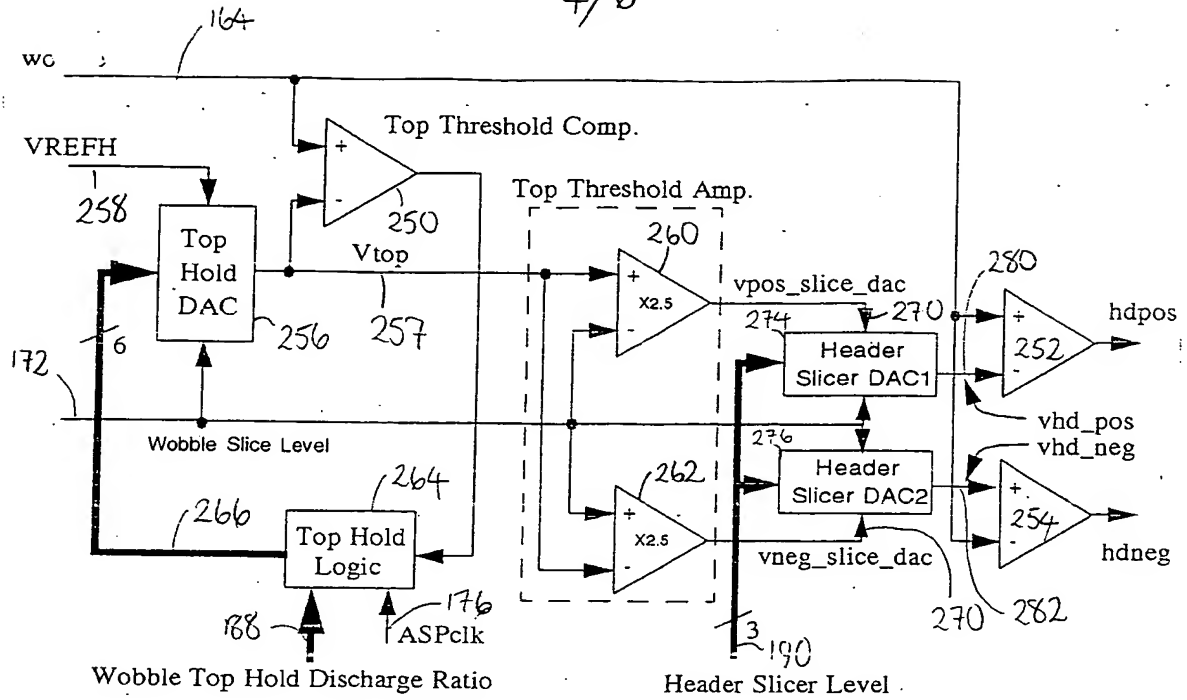 4/8
164
wo
Top Threshold Comp.
VREFH
258
250
Top Threshold Amp.
Top
Hold
DAC
256
Vtop
257
260
+
-
X2.5
vpos_slice_dac
270
280
274
Header
Slicer DAC1
+
252
-
hdpos
vhd_pos
6
172
Wobble Slice Level
276
Header
Slicer DAC2
vhd_neg
+
254
-
hdneg
262
+
-
X2.5
vneg_slice_dac
270
282
264
266
Top Hold
Logic
188
176
ASPclk
3
190
Wobble Top Hold Discharge Ratio
Header Slicer Level